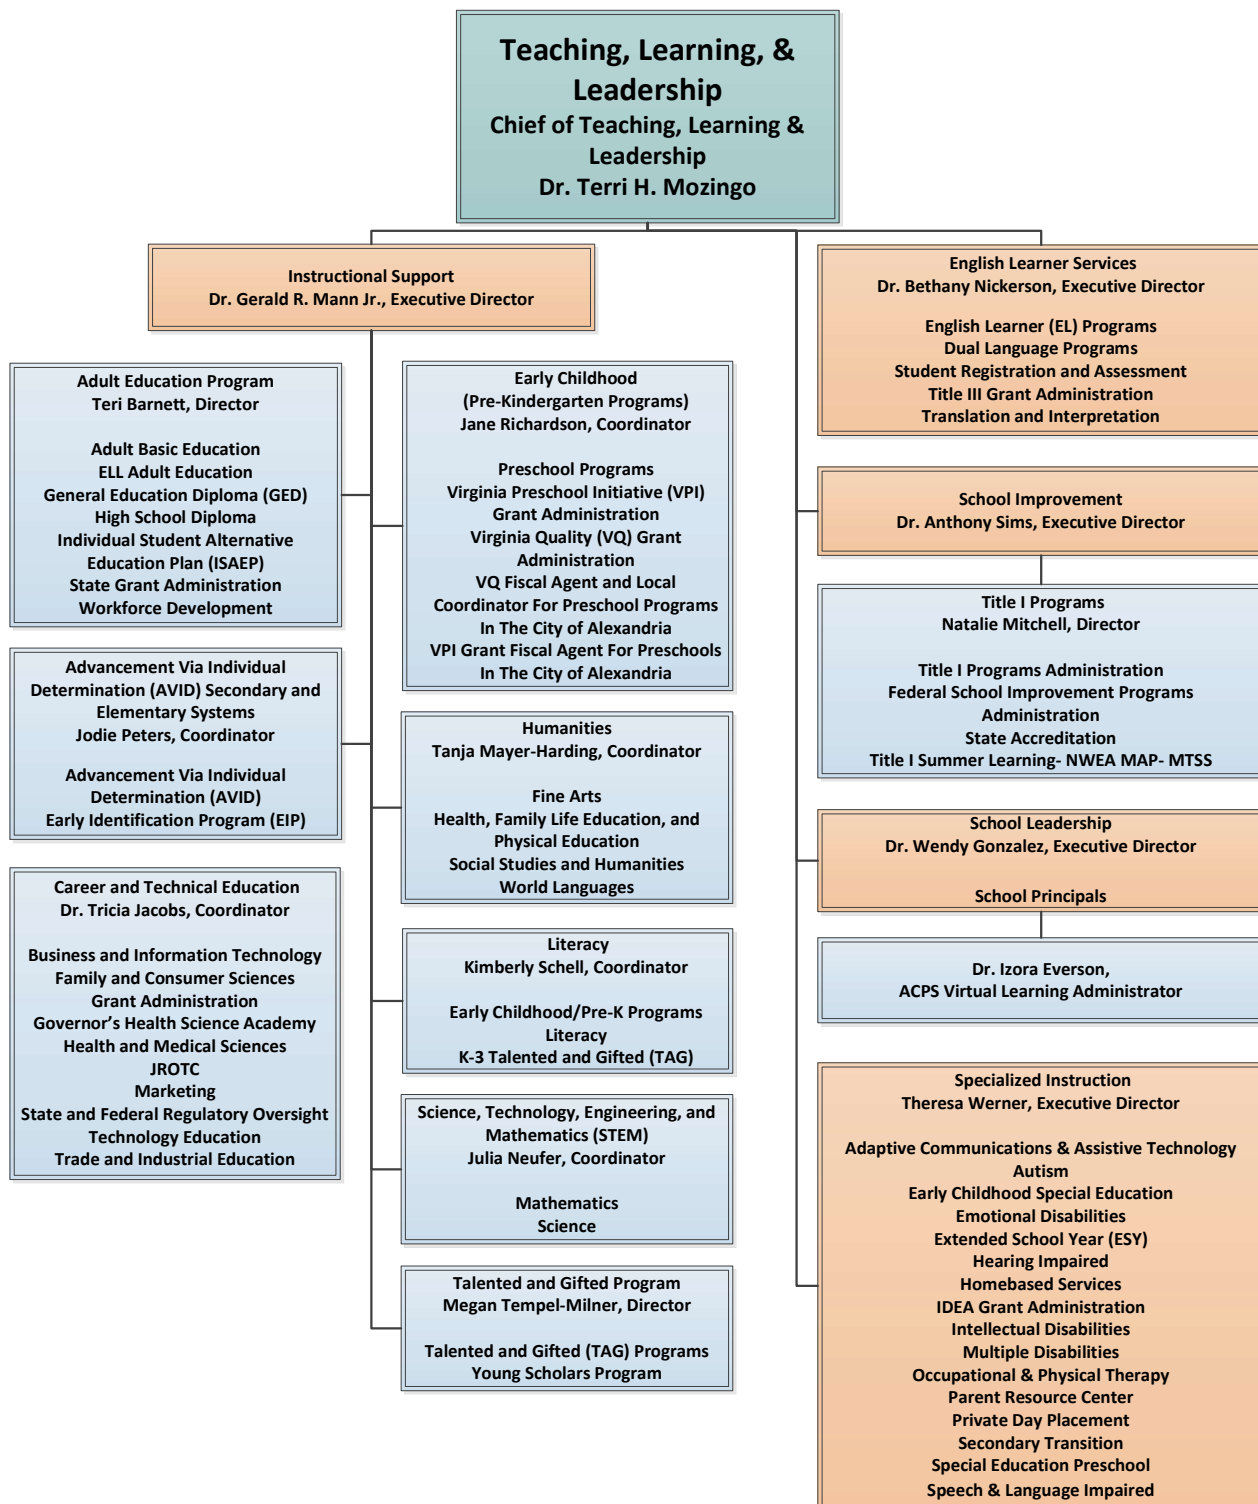 Teaching, Learning, &
Leadership
Chief of Teaching, Learning &
Leadership
Dr. Terri H. Mozingo
Instructional Support
Dr. Gerald R. Mann Jr., Executive Director
Adult Education Program
Teri Barnett, Director
Adult Basic Education
ELL Adult Education
General Education Diploma (GED)
High School Diploma
Individual Student Alternative
Education Plan (ISAEP)
State Grant Administration
Workforce Development
Advancement Via Individual
Determination (AVID) Secondary and
Elementary Systems
Jodie Peters, Coordinator
Advancement Via Individual
Determination (AVID)
Early Identification Program (EIP)
Career and Technical Education
Dr. Tricia Jacobs, Coordinator
Business and Information Technology
Family and Consumer Sciences
Grant Administration
Governor’s Health Science Academy
Health and Medical Sciences
JROTC
Marketing
State and Federal Regulatory Oversight
Technology Education
Trade and Industrial Education
Early Childhood
(Pre-Kindergarten Programs)
Jane Richardson, Coordinator
Preschool Programs
Virginia Preschool Initiative (VPI)
Grant Administration
Virginia Quality (VQ) Grant
Administration
VQ Fiscal Agent and Local
Coordinator For Preschool Programs
In The City of Alexandria
VPI Grant Fiscal Agent For Preschools
In The City of Alexandria
Humanities
Tanja Mayer-Harding, Coordinator
Fine Arts
Health, Family Life Education, and
Physical Education
Social Studies and Humanities
World Languages
Literacy
Kimberly Schell, Coordinator
Early Childhood/Pre-K Programs
Literacy
K-3 Talented and Gifted (TAG)
Science, Technology, Engineering, and
Mathematics (STEM)
Julia Neufer, Coordinator
Mathematics
Science
Talented and Gifted Program
Megan Tempel-Milner, Director
Talented and Gifted (TAG) Programs
Young Scholars Program
English Learner Services
Dr. Bethany Nickerson, Executive Director
English Learner (EL) Programs
Dual Language Programs
Student Registration and Assessment
Title III Grant Administration
Translation and Interpretation
School Improvement
Dr. Anthony Sims, Executive Director
Title I Programs
Natalie Mitchell, Director
Title I Programs Administration
Federal School Improvement Programs
Administration
State Accreditation
Title I Summer Learning- NWEA MAP- MTSS
School Leadership
Dr. Wendy Gonzalez, Executive Director
School Principals
Dr. Izora Everson,
ACPS Virtual Learning Administrator
Specialized Instruction
Theresa Werner, Executive Director
Adaptive Communications & Assistive Technology
Autism
Early Childhood Special Education
Emotional Disabilities
Extended School Year (ESY)
Hearing Impaired
Homebased Services
IDEA Grant Administration
Intellectual Disabilities
Multiple Disabilities
Occupational & Physical Therapy
Parent Resource Center
Private Day Placement
Secondary Transition
Special Education Preschool
Speech & Language Impaired